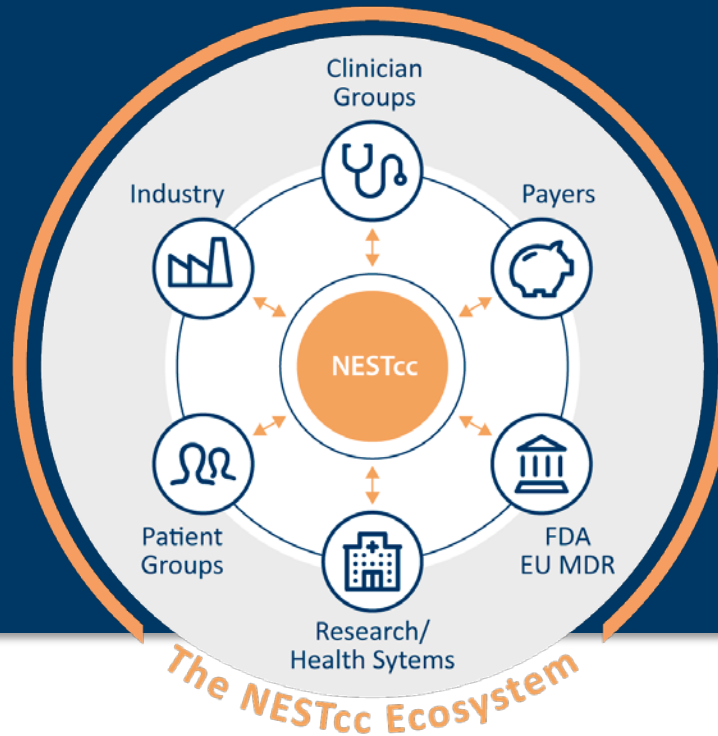 Clinician
Groups
Industry
Payers
NESTcc
Patient
Groups
FDA
EU MDR
Research/
Health Sytems
The NESTcc Ecosystem